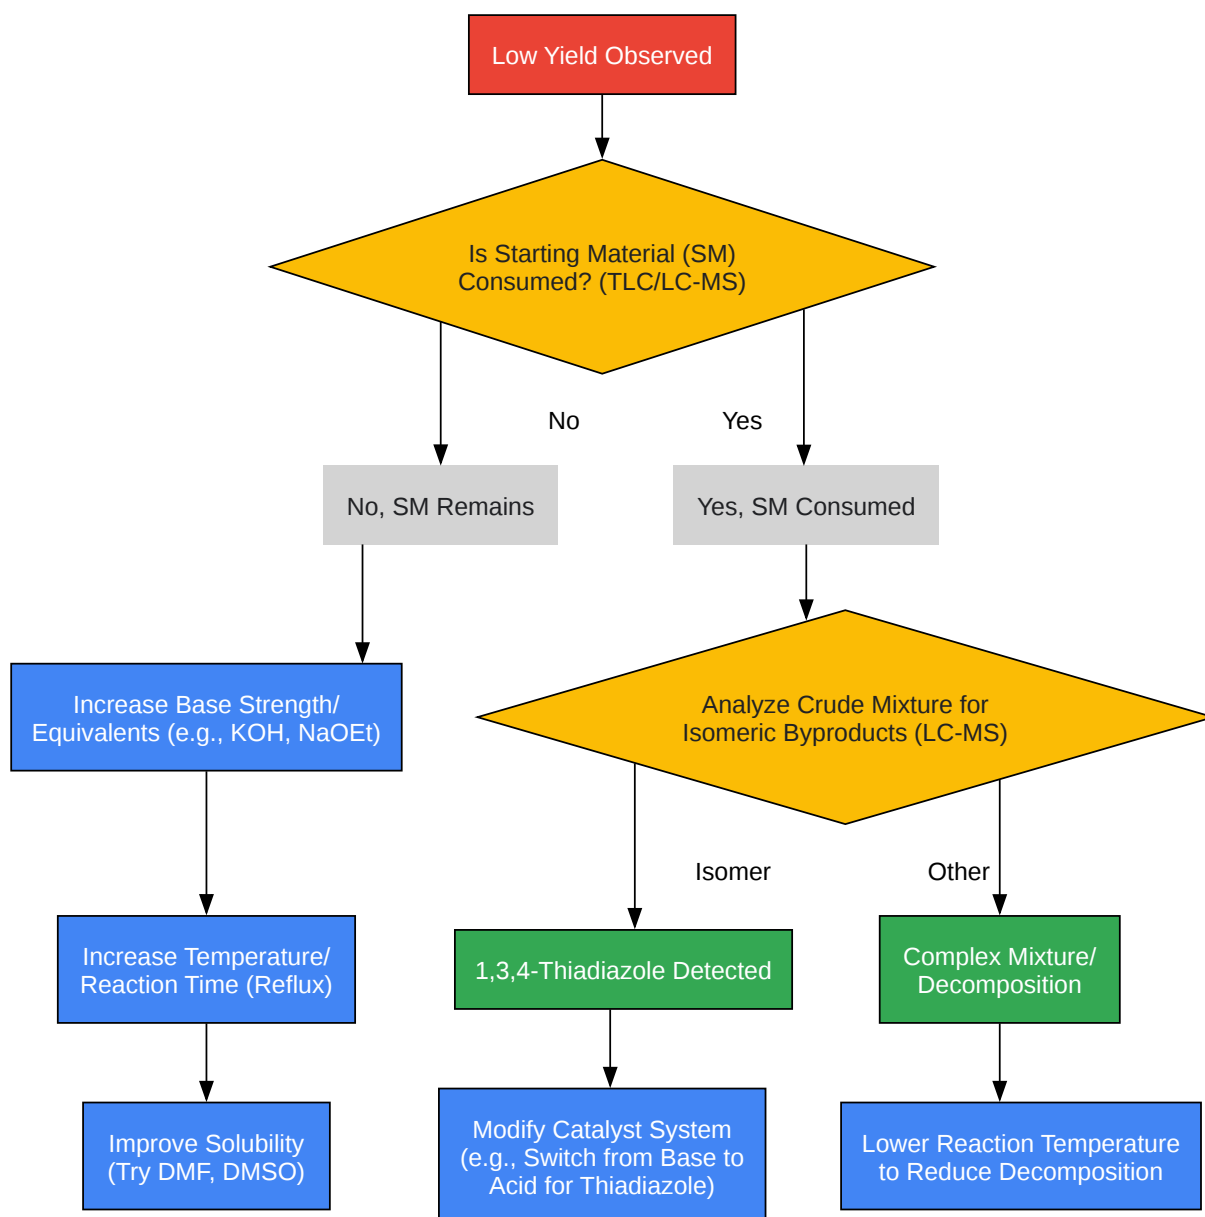 Low Yield Observed
Is Starting Material (SM)
Consumed? (TLC/LC-MS)
No
Yes
No, SM Remains
Yes, SM Consumed
Increase Base Strength/
Equivalents (e.g., KOH, NaOEt)
Analyze Crude Mixture for
Isomeric Byproducts (LC-MS)
Isomer
Other
Increase Temperature/
Reaction Time (Reflux)
1,3,4-Thiadiazole Detected
Complex Mixture/
Decomposition
Improve Solubility
(Try DMF, DMSO)
Modify Catalyst System
(e.g., Switch from Base to
Acid for Thiadiazole)
Lower Reaction Temperature
to Reduce Decomposition